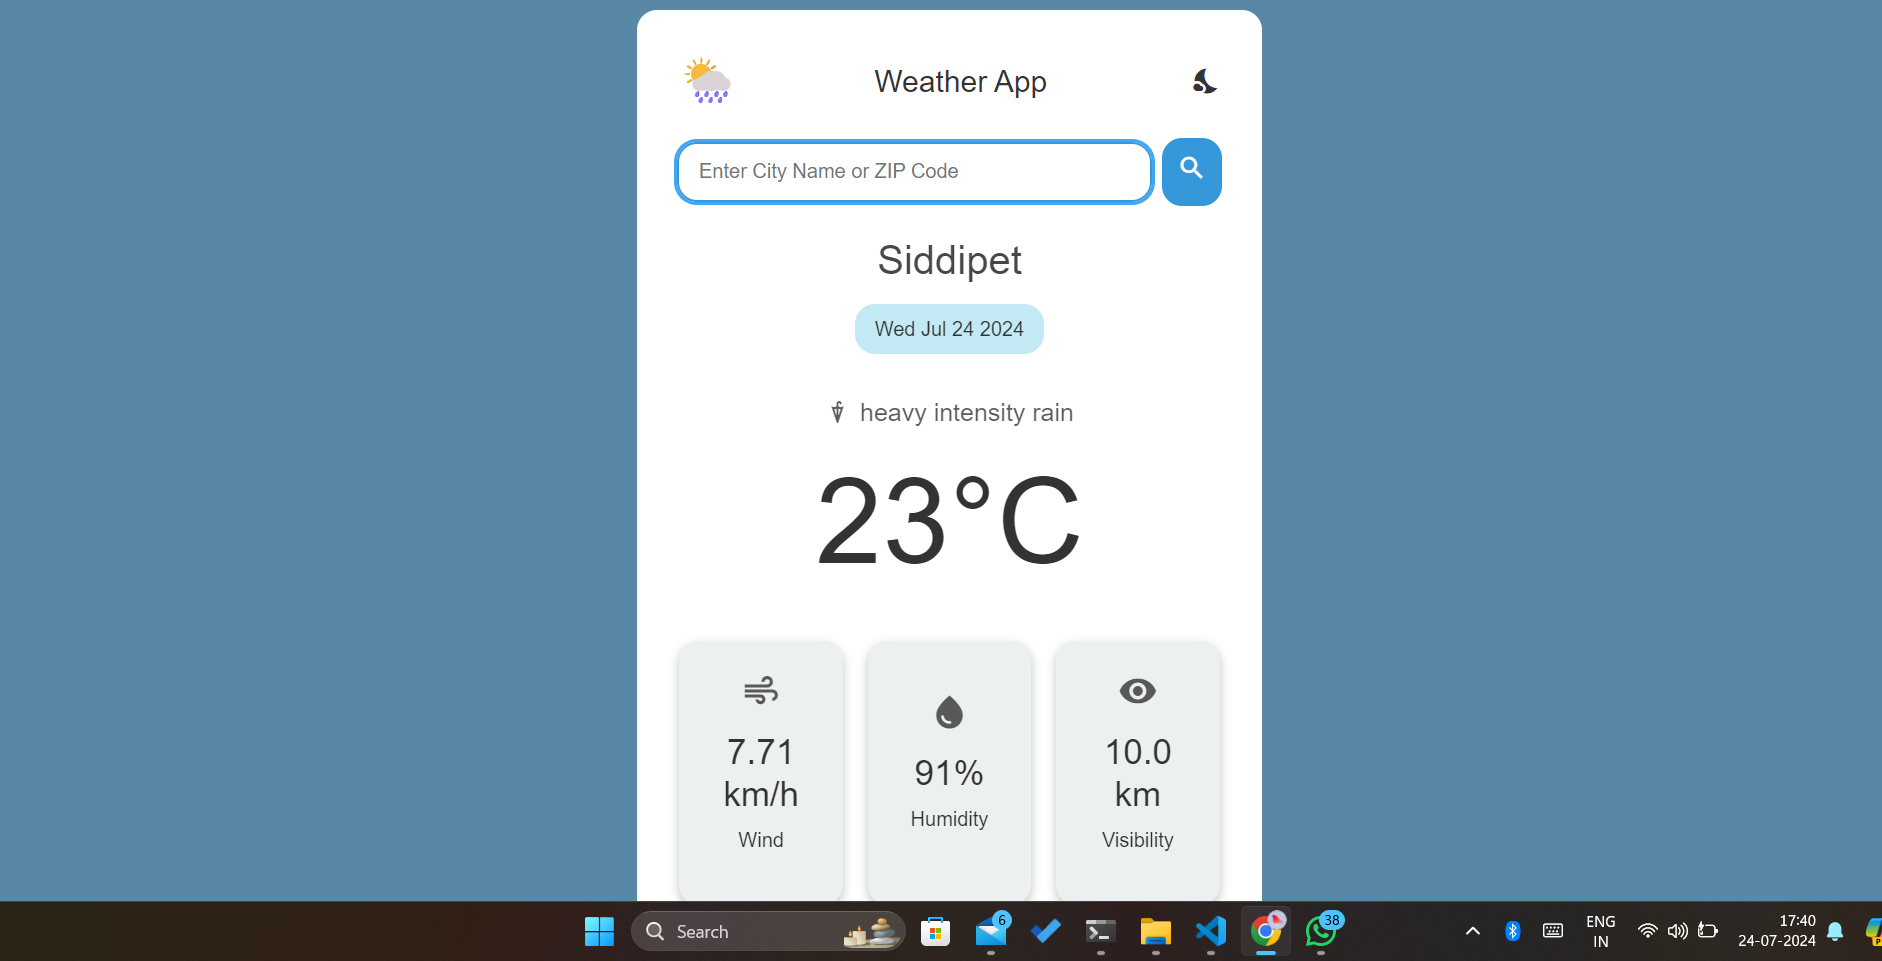 Weather App
Enter City Name or ZIP Code
Siddipet
Wed Jul 24 2024
heavy intensity rain
23°C
7.71
km/h
Wind
91%
Humidity
10.0
km
Visibility
Search
6
38
ENG
IN
17:40
24-07-2024